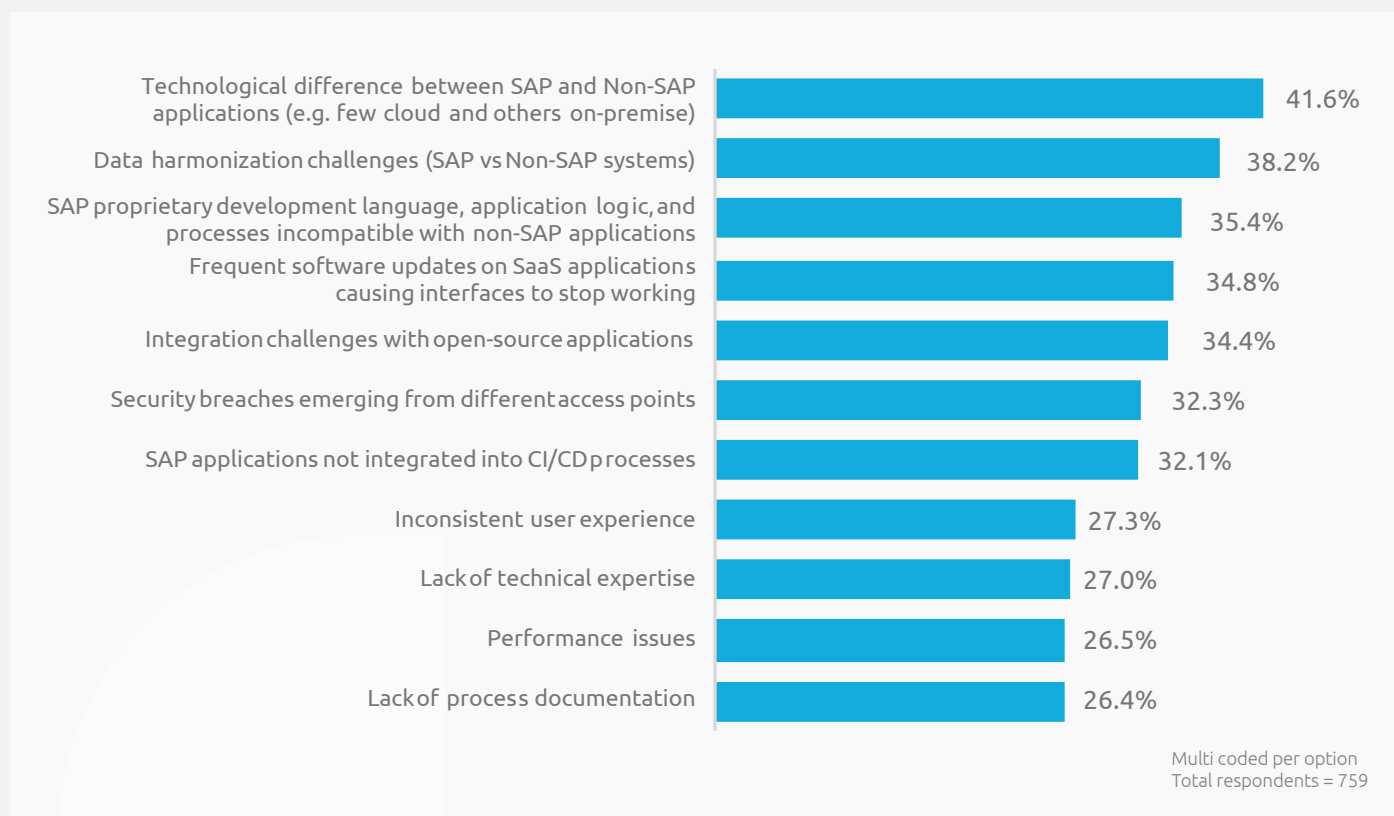 Technological difference between SAP and Non-SAP
applications (e.g. few cloud and others on-premise)
41.6%
Data harmonization challenges (SAP vs Non-SAP systems)
38.2%
SAP proprietary development language, application logic, and
processes incompatible with non-SAP applications
35.4%
Frequent software updates on SaaS applications
causing interfaces to stop working
34.8%
Integration challenges with open-source applications
34.4%
Security breaches emerging from different access points
32.3%
SAP applications not integrated into CI/CD processes
32.1%
Inconsistent user experience
27.3%
Lack of technical expertise
27.0%
Performance issues
26.5%
Lack of process documentation
26.4%
Multi coded per option
Total respondents = 759